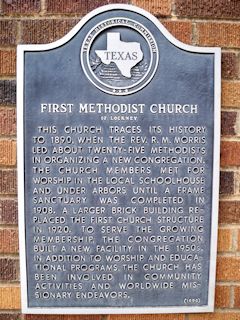 TEXAS HISTORICAL COMMISSION
TEXAS
FIRST METHODIST CHURCH
OF LOCKNEY
THIS CHURCH TRACES ITS HISTORY
TO 1890, WHEN THE REV. R. M. MORRIS
LED ABOUT TWENTY-FIVE METHODISTS
IN ORGANIZING A NEW CONGREGATION.
THE CHURCH MEMBERS MET FOR
WORSHIP IN THE LOCAL SCHOOLHOUSE
AND UNDER ARBORS UNTIL A FRAME
SANCTUARY WAS COMPLETED IN
1908. A LARGER BRICK BUILDING RE-
PLACED THE FIRST CHURCH STRUCTURE
IN 1920. TO SERVE THE GROWING
MEMBERSHIP, THE CONGREGATION
BUILT A NEW FACILITY IN THE 1950S.
IN ADDITION TO WORSHIP AND EDUCA-
TIONAL PROGRAMS, THE CHURCH HAS
BEEN INVOLVED IN COMMUNITY
ACTIVITIES AND WORLDWIDE MIS-
SIONARY ENDEAVORS.